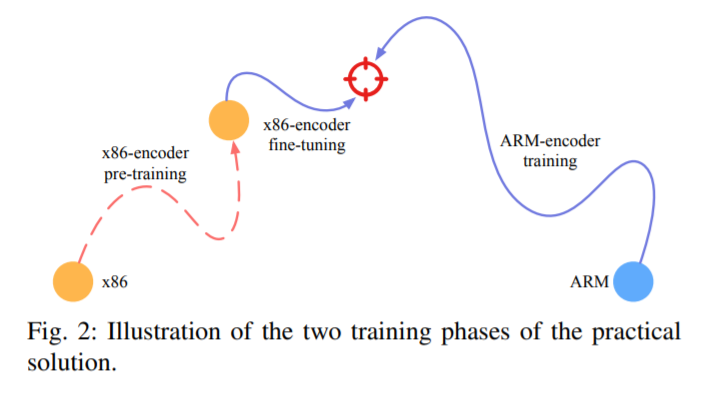 x86-encoder
fine-tuning
ARM-encoder
training
x86-encoder
pre-training
x86
ARM
Fig. 2: Illustration of the two training phases of the practical
solution.